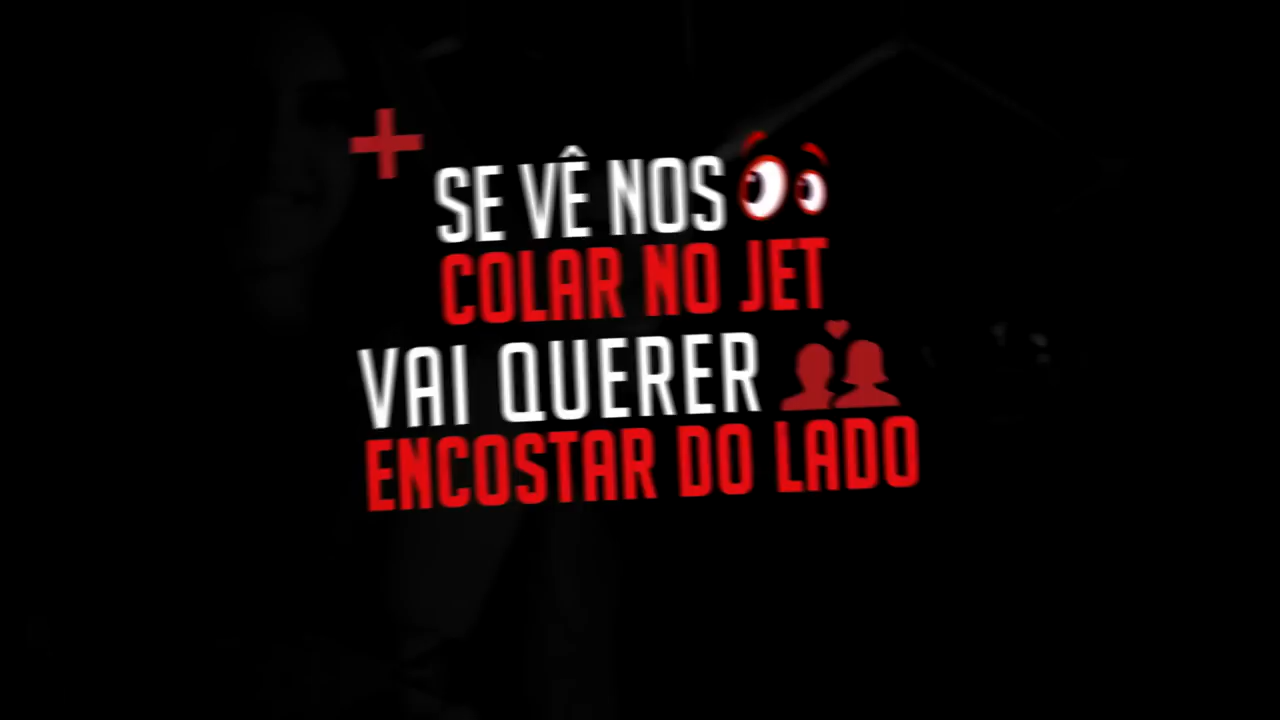 + SE VÊ NOS
COLAR NO JET
VAI QUERER
ENCOSTAR DO LADO